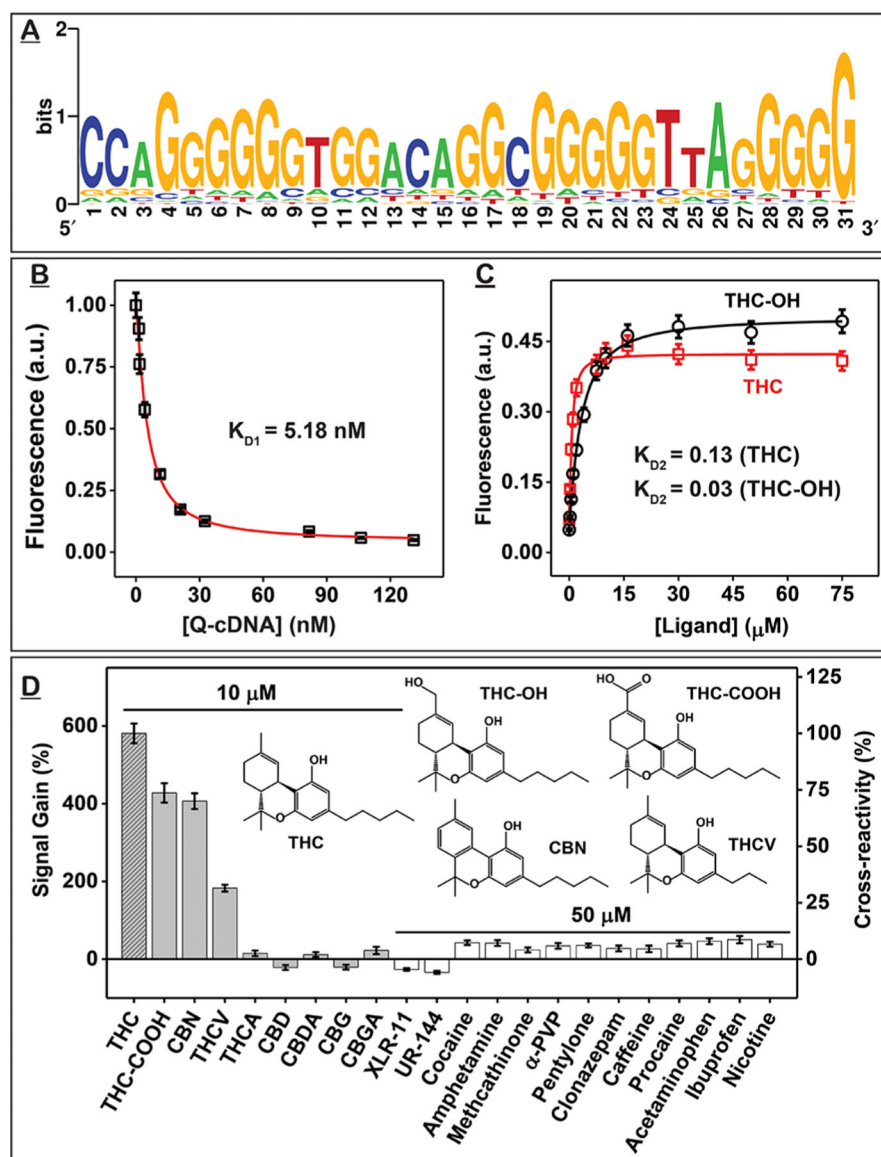 A
2
1
0
bits
CCAGGGGGGTGGACAGGCGGGGGTTAGGGGG
1 2 3 4 5 6 7 8 9 10 11 12 13 14 15 16 17 18 19 20 21 22 23 24 25 26 27 28 29 30 31
5′ 3′
B
1.00
0.75
0.50
0.25
0.00
Fluorescence (a.u.)
K_D1 = 5.18 nM
0 30 60 90 120
[Q-cDNA] (nM)
C
0.45
0.30
0.15
0.00
Fluorescence (a.u.)
THC-OH
THC
K_D2 = 0.13 (THC)
K_D2 = 0.03 (THC-OH)
0 15 30 45 60 75
[Ligand] (μM)
D
600
400
200
0
Signal Gain (%)
10 μM
50 μM
OH
O
THC
HO
THC-OH
OH
O
HO
O
THC-COOH
OH
O
CBN
OH
O
THCV
OH
O
125
100
75
50
25
0
Cross-reactivity (%)
THC
THC-COOH
CBN
THCV
THCA
CBD
CBDA
CBG
CBGA
XLR-11
UR-144
Cocaine
Amphetamine
Methcathinone
α-PVP
Pentylone
Clonazepam
Caffeine
Procaine
Acetaminophen
Ibuprofen
Nicotine